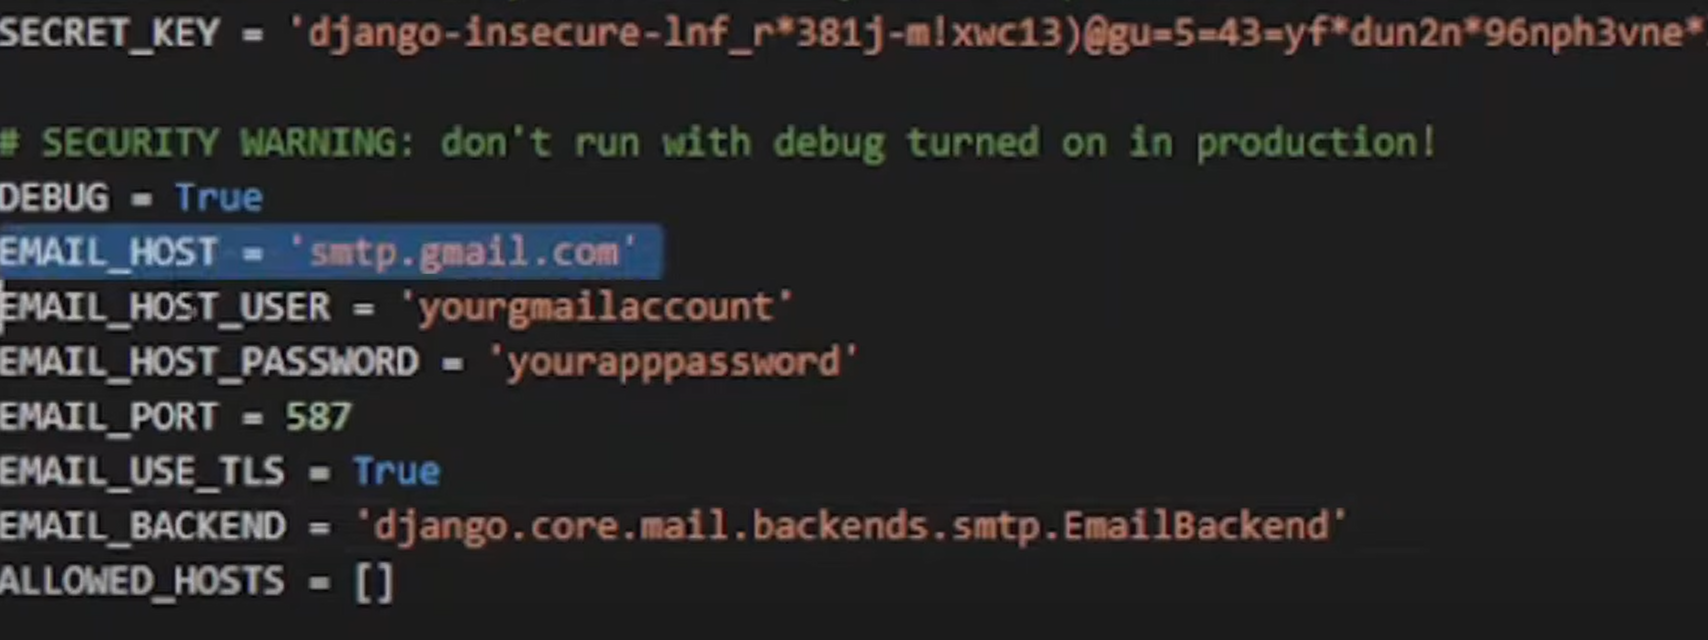 SECRET_KEY = 'django-insecure-lnf_r*381j-m!xwc13)@gu=5=43=yf*dun2n*96nph3vne*
# SECURITY WARNING: don't run with debug turned on in production!
DEBUG = True
EMAIL_HOST = 'smtp.gmail.com'
EMAIL_HOST_USER = 'yourgmailaccount'
EMAIL_HOST_PASSWORD = 'yourapppassword'
EMAIL_PORT = 587
EMAIL_USE_TLS = True
EMAIL_BACKEND = 'django.core.mail.backends.smtp.EmailBackend'
ALLOWED_HOSTS = []